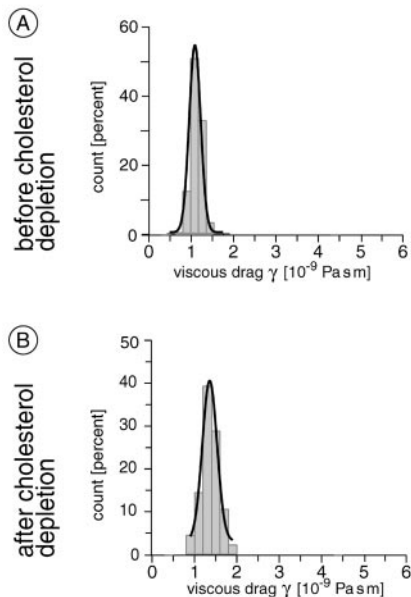 A
before cholesterol
depletion
count [percent]
60
40
20
0
0 1 2 3 4 5 6
viscous drag γ [10⁻⁹ Pa s m]
B
after cholesterol
depletion
count [percent]
50
40
30
20
10
0
0 1 2 3 4 5 6
viscous drag γ [10⁻⁹ Pa s m]